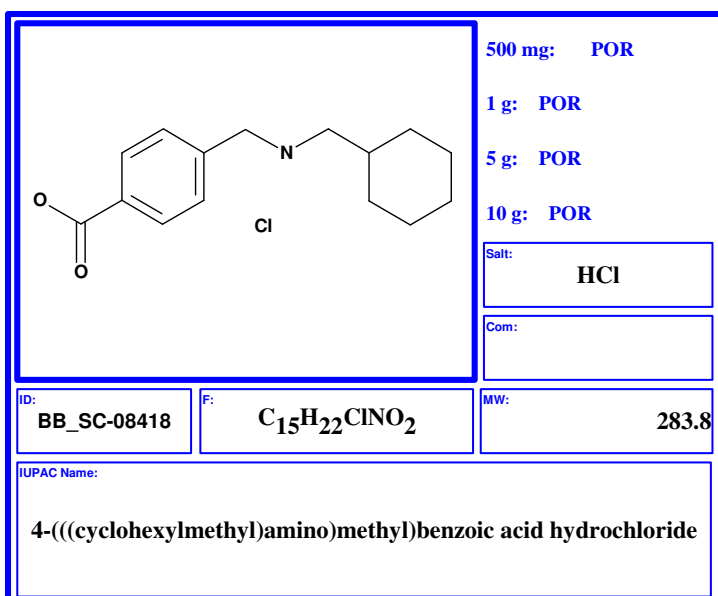 500 mg: POR
1 g: POR
5 g: POR
10 g: POR
N
O
Cl
O
Salt:
HCl
Com:
ID:
BB_SC-08418
F:
C15H22ClNO2
MW:
283.8
IUPAC Name:
4-(((cyclohexylmethyl)amino)methyl)benzoic acid hydrochloride